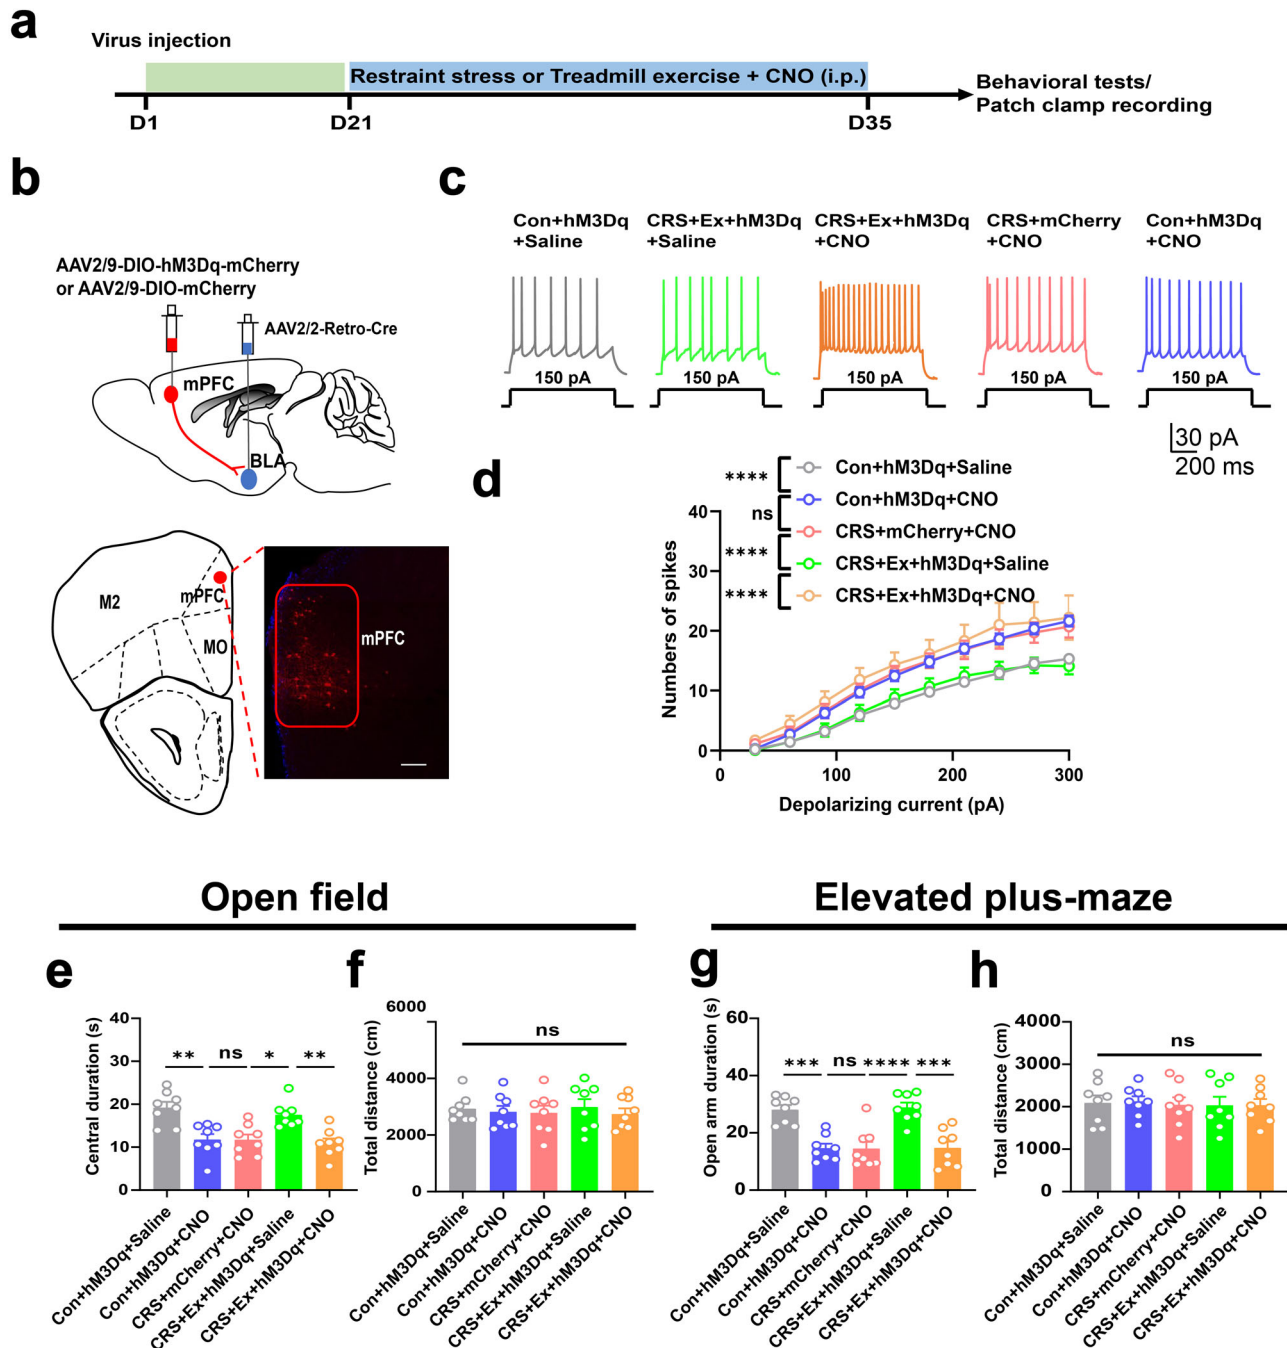 a
Virus injection
Restraint stress or Treadmill exercise + CNO (i.p.)
Behavioral tests/
Patch clamp recording
D1
D21
D35
b
AAV2/9-DIO-hM3Dq-mCherry
or AAV2/9-DIO-mCherry
AAV2/2-Retro-Cre
mPFC
BLA
M2
mPFC
MO
mPFC
c
Con+hM3Dq
+Saline
CRS+Ex+hM3Dq
+Saline
CRS+Ex+hM3Dq
+CNO
CRS+mCherry
+CNO
Con+hM3Dq
+CNO
150 pA
150 pA
150 pA
150 pA
150 pA
30 pA
200 ms
d
****
ns
****
****
Con+hM3Dq+Saline
Con+hM3Dq+CNO
CRS+mCherry+CNO
CRS+Ex+hM3Dq+Saline
CRS+Ex+hM3Dq+CNO
Numbers of spikes
40
30
20
10
0
0
100
200
300
Depolarizing current (pA)
Open field
Elevated plus-maze
e
Central duration (s)
40
30
20
10
0
**
ns
*
**
Con+hM3Dq+Saline
Con+hM3Dq+CNO
CRS+mCherry+CNO
CRS+Ex+hM3Dq+Saline
CRS+Ex+hM3Dq+CNO
f
Total distance (cm)
6000
4000
2000
0
ns
Con+hM3Dq+Saline
Con+hM3Dq+CNO
CRS+mCherry+CNO
CRS+Ex+hM3Dq+Saline
CRS+Ex+hM3Dq+CNO
g
Open arm duration (s)
60
40
20
0
***
ns
****
***
Con+hM3Dq+Saline
Con+hM3Dq+CNO
CRS+mCherry+CNO
CRS+Ex+hM3Dq+Saline
CRS+Ex+hM3Dq+CNO
h
Total distance (cm)
4000
3000
2000
1000
0
ns
Con+hM3Dq+Saline
Con+hM3Dq+CNO
CRS+mCherry+CNO
CRS+Ex+hM3Dq+Saline
CRS+Ex+hM3Dq+CNO